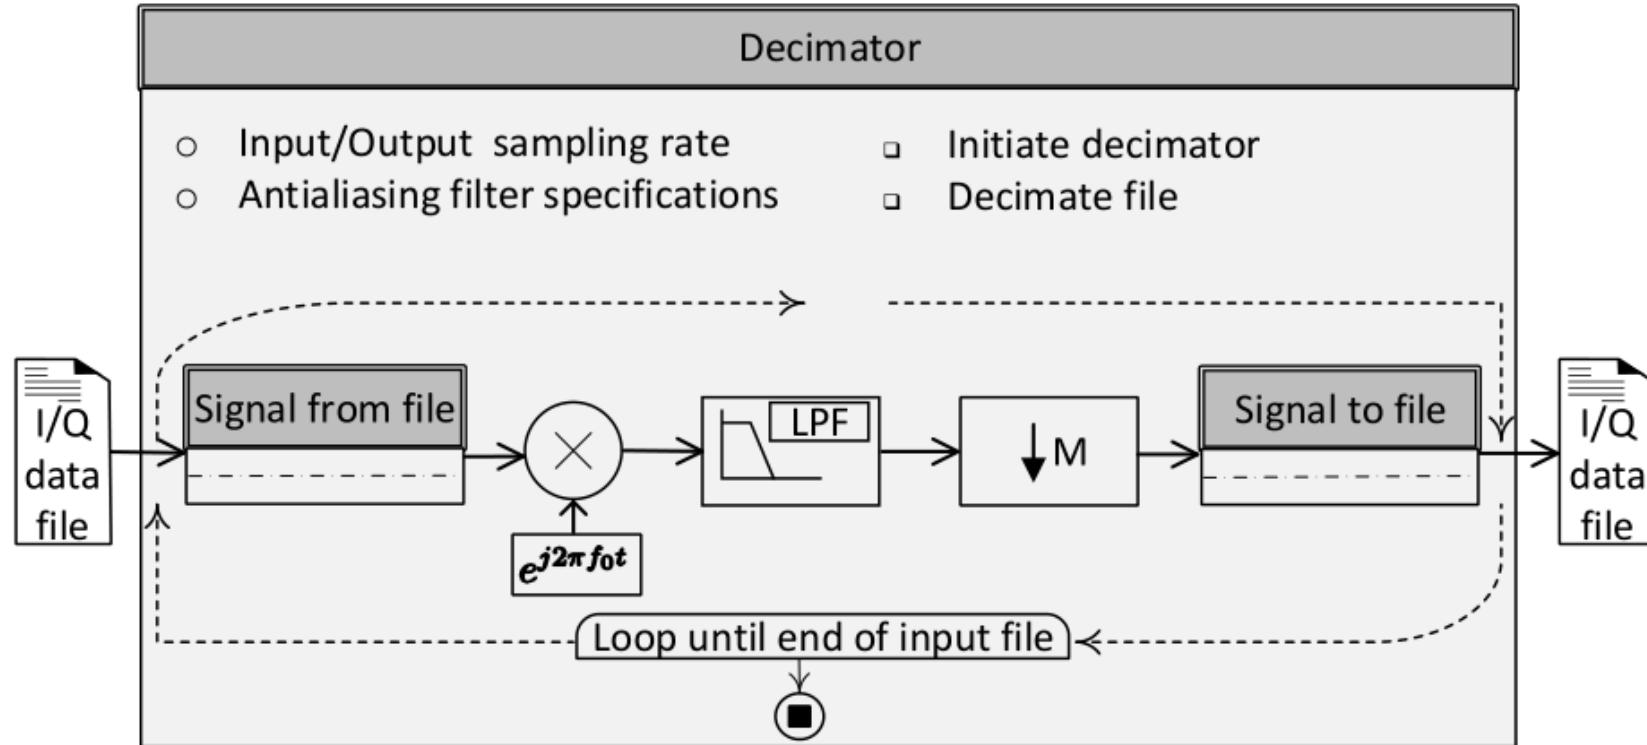 Decimator
Input/Output sampling rate
Antialiasing filter specifications
Initiate decimator
Decimate file
I/Q
data
file
Signal from file
e^{j2πf₀t}
LPF
↓M
Signal to file
I/Q
data
file
Loop until end of input file